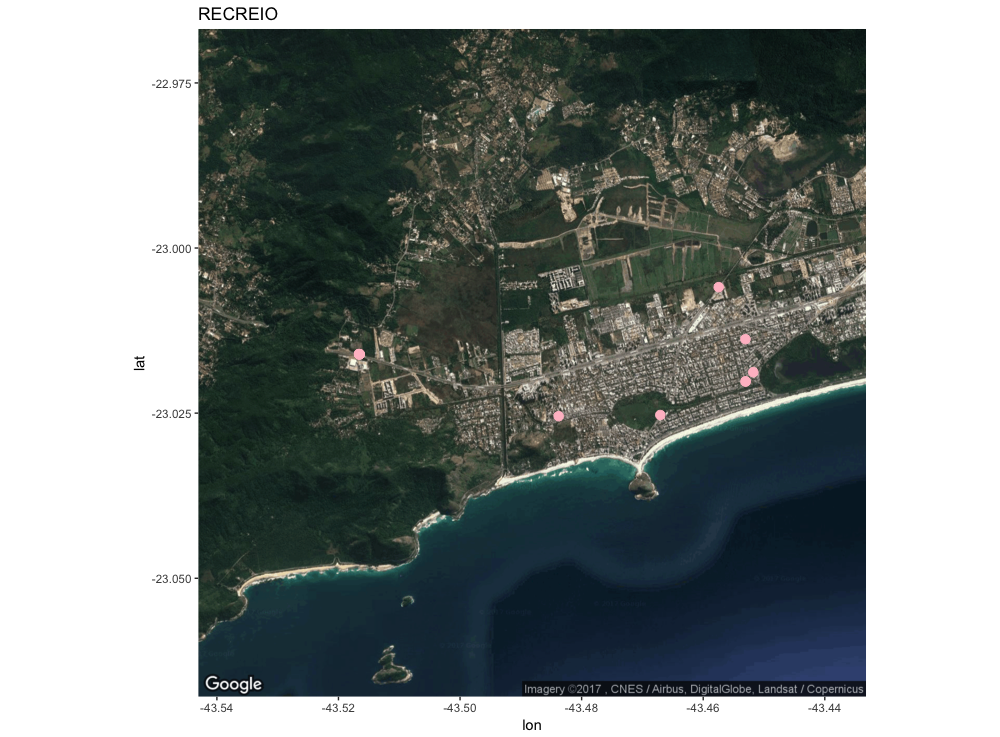 RECREIO
-22.975
-23.000
-23.025
-23.050
lat
Google
Imagery ©2017 , CNES / Airbus, DigitalGlobe, Landsat / Copernicus
-43.54 -43.52 -43.50 -43.48 -43.46 -43.44
lon